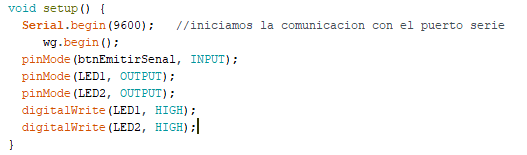 void setup() {
  Serial.begin(9600);   //iniciamos la comunicacion con el puerto serie
     wg.begin();
  pinMode(btnEmitirSenal, INPUT);
  pinMode(LED1, OUTPUT);
  pinMode(LED2, OUTPUT);
  digitalWrite(LED1, HIGH);
  digitalWrite(LED2, HIGH);
}